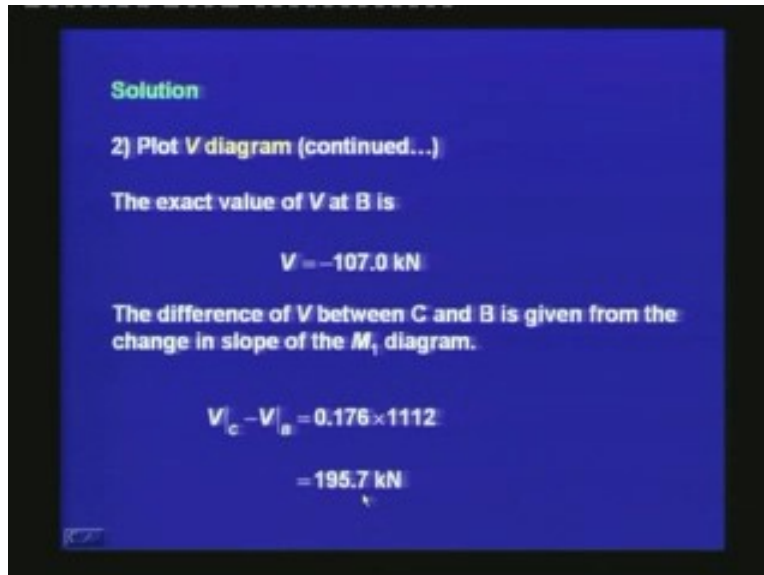 Solution
2) Plot V diagram (continued...)
The exact value of V at B is
V = –107.0 kN
The difference of V between C and B is given from the
change in slope of the M₁ diagram.
V|C –V|B = 0.176×1112
= 195.7 kN